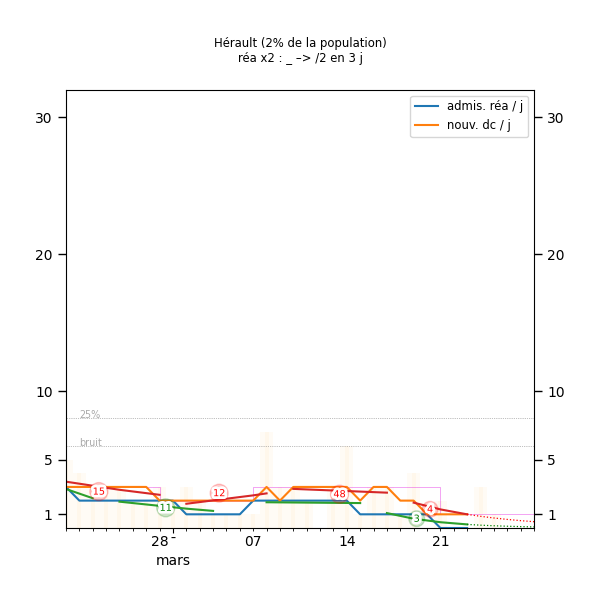 Hérault (2% de la population)
réa x2 : _ –> /2 en 3 j
admis. réa / j
nouv. dc / j
30 30
20 20
10 10
25%
bruit
5 5
15 12 48
11 4
3
1 1
28 07 14 21
mars